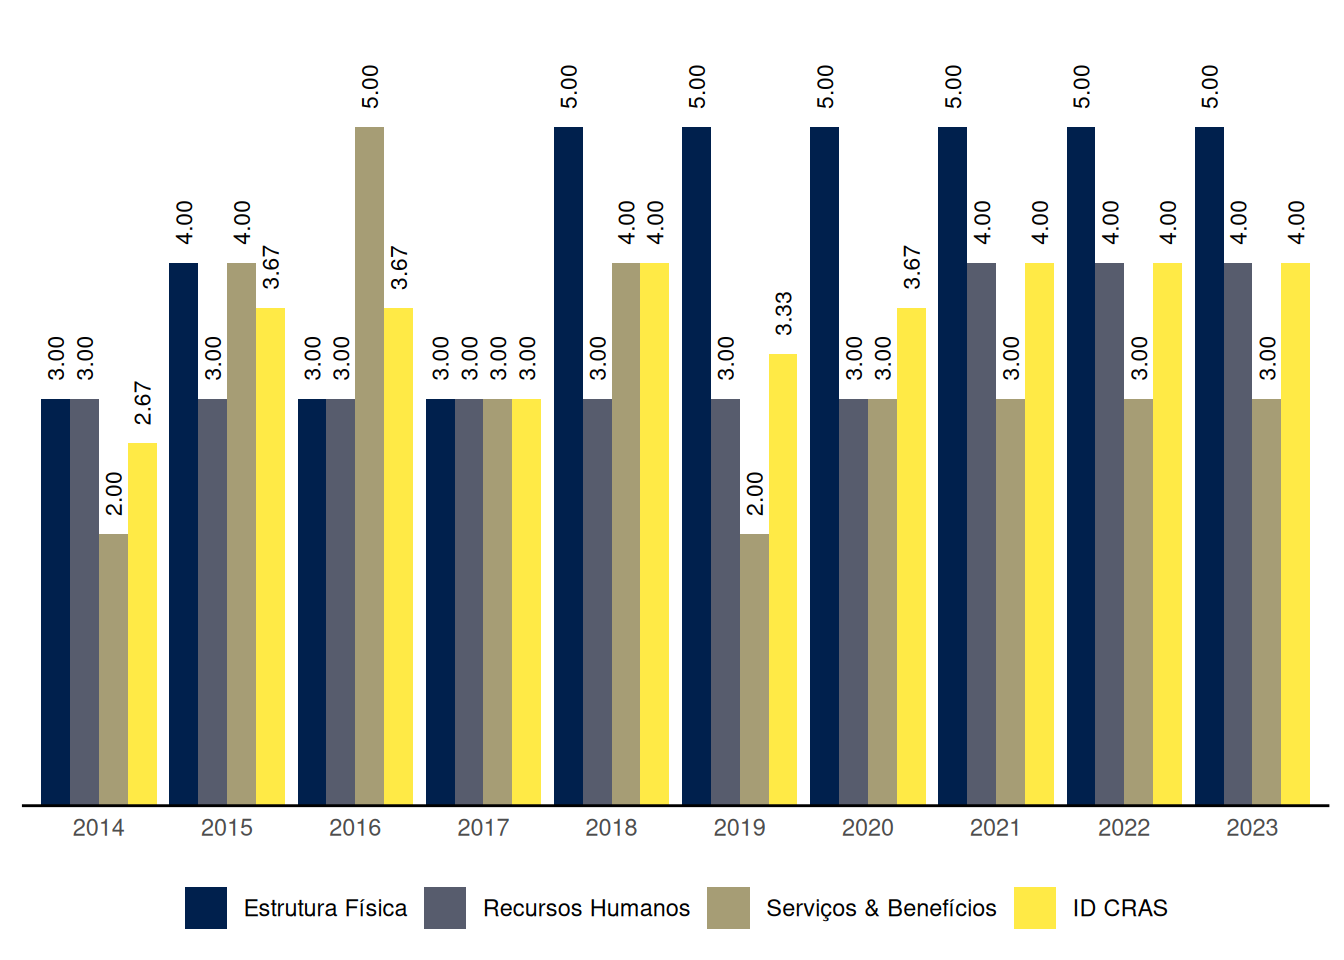 3.00 3.00 2.00 2.67
4.00 3.00 4.00 3.67
3.00 3.00 5.00 3.67
3.00 3.00 3.00 3.00
5.00 3.00 4.00 4.00
5.00 3.00 2.00 3.33
5.00 3.00 3.00 3.67
5.00 4.00 3.00 4.00
5.00 4.00 3.00 4.00
5.00 4.00 3.00 4.00
2014 2015 2016 2017 2018 2019 2020 2021 2022 2023
Estrutura Física Recursos Humanos Serviços & Benefícios ID CRAS